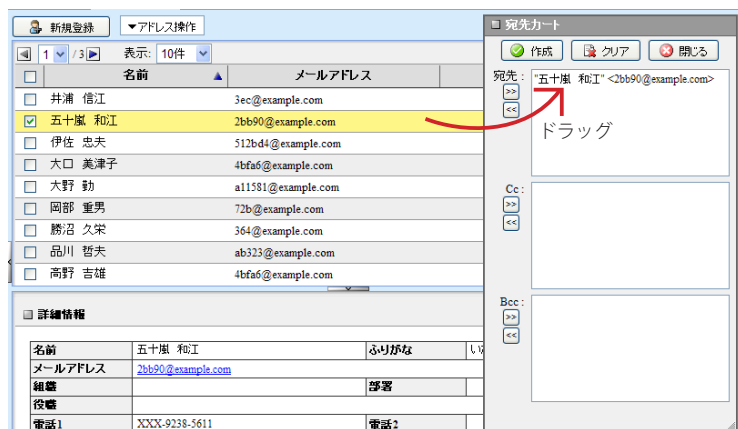 新規登録 ▼アドレス操作
1 / 3 表示: 10件
名前 ▲ メールアドレス
井浦 信江 3ec@example.com
五十嵐 和江 2bb90@example.com
伊佐 忠夫 512bd4@example.com
大口 美津子 4bfa6@example.com
大野 勤 a11581@example.com
岡部 重男 72b@example.com
勝沼 久栄 364@example.com
品川 哲夫 ab323@example.com
高野 吉雄 4bfa6@example.com
詳細情報
名前 五十嵐 和江 ふりがな
メールアドレス 2bb90@example.com
組織 部署
役職
電話1 XXX-9238-5611 電話2
宛先カート
作成 クリア 閉じる
宛先: "五十嵐 和江" <2bb90@example.com>
>>
<<
ドラッグ
Cc:
>>
<<
Bcc:
>>
<<